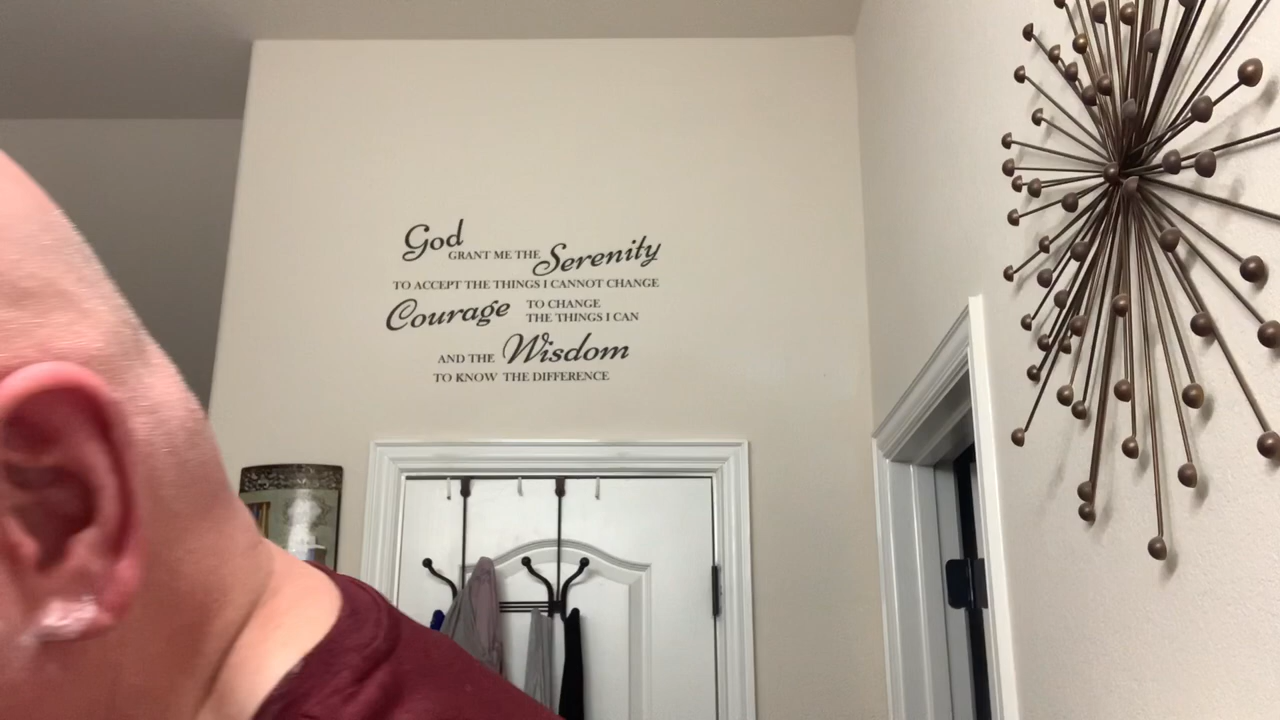 God GRANT ME THE Serenity
TO ACCEPT THE THINGS I CANNOT CHANGE
Courage TO CHANGE
THE THINGS I CAN
AND THE Wisdom
TO KNOW THE DIFFERENCE